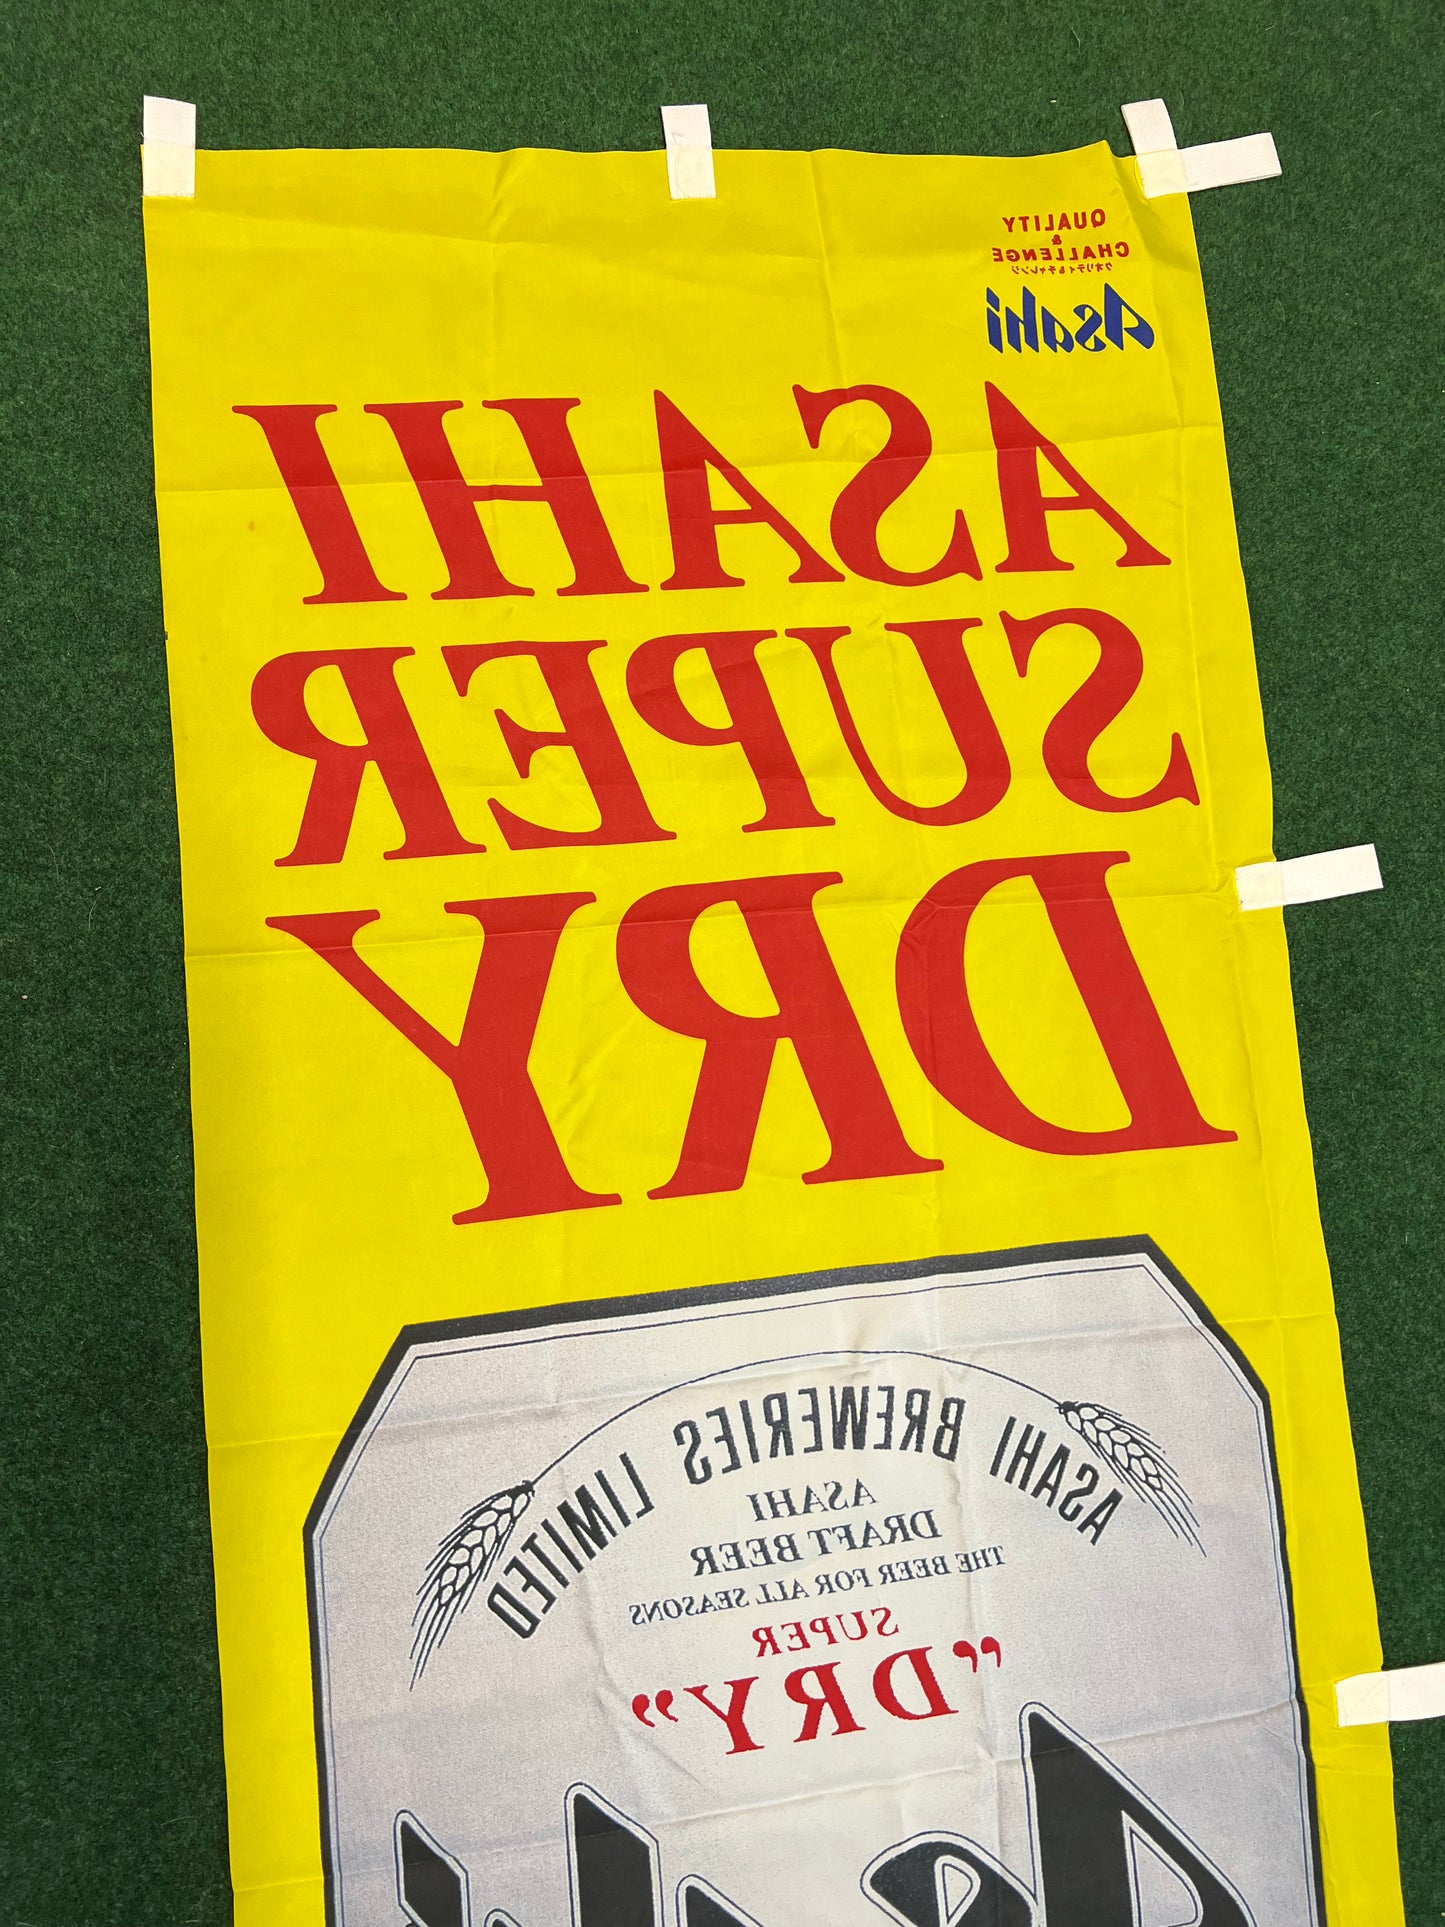 QUALITY
&
CHALLENGE
クオリティ&チャレンジ
Asahi
ASAHI
SUPER
DRY
ASAHI BREWERIES LIMITED
ASAHI
DRAFT BEER
THE BEER FOR ALL SEASONS
SUPER
“DRY”